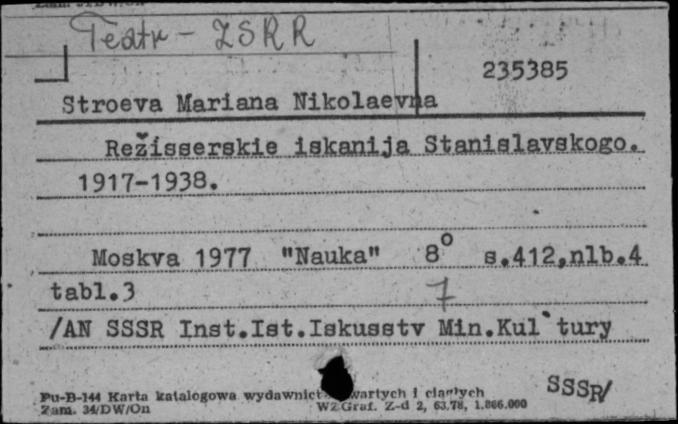 Teatr - ZSRR
235385
Stroeva Mariana Nikolaevna
Režisserskie iskanija Stanislavskogo.
1917-1938.
Moskva 1977 "Nauka" 8° s.412,nlb.4
tabl.3 7
/AN SSSR Inst.Ist.Iskusstv Min.Kul`tury
SSSR/
Pu-B-144 Karta katalogowa wydawnictw zwartych i ciągłych
Zam. 34/DW/On WZGraf. Z-d 2, 63.78, 1.866.000